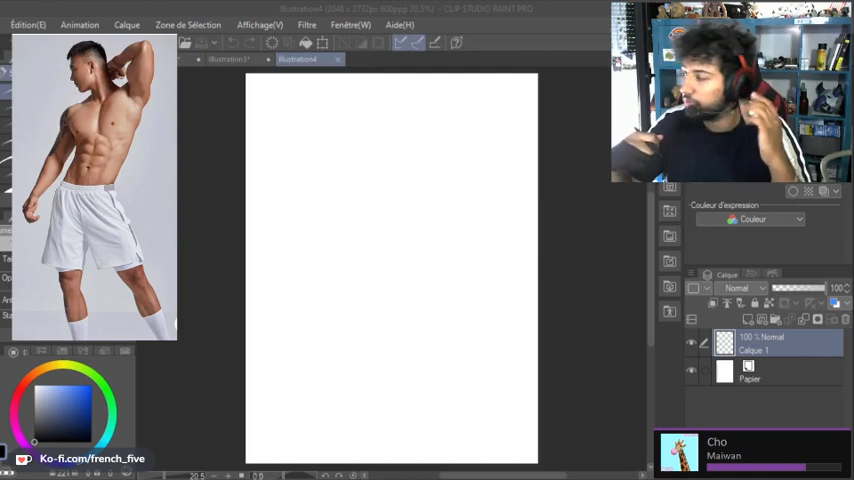 Illustration4 (2048 x 2732px 600ppp 20.5%) - CLIP STUDIO PAINT PRO
Édition(E) Animation Calque Zone de Sélection Affichage(V) Filtre Fenêtre(W) Aide(H)
Illustration3* Illustration4
Couleur d'expression
Couleur
Calque
Normal 100
100 % Normal
Calque 1
Papier
Ko-fi.com/french_five
20.5
Cho
Maiwan